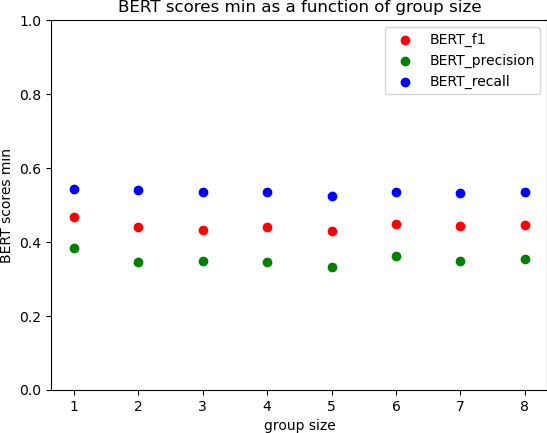 BERT scores min as a function of group size
BERT_f1
BERT_precision
BERT_recall
1.0
0.8
0.6
0.4
0.2
0.0
BERT scores min
1 2 3 4 5 6 7 8
group size